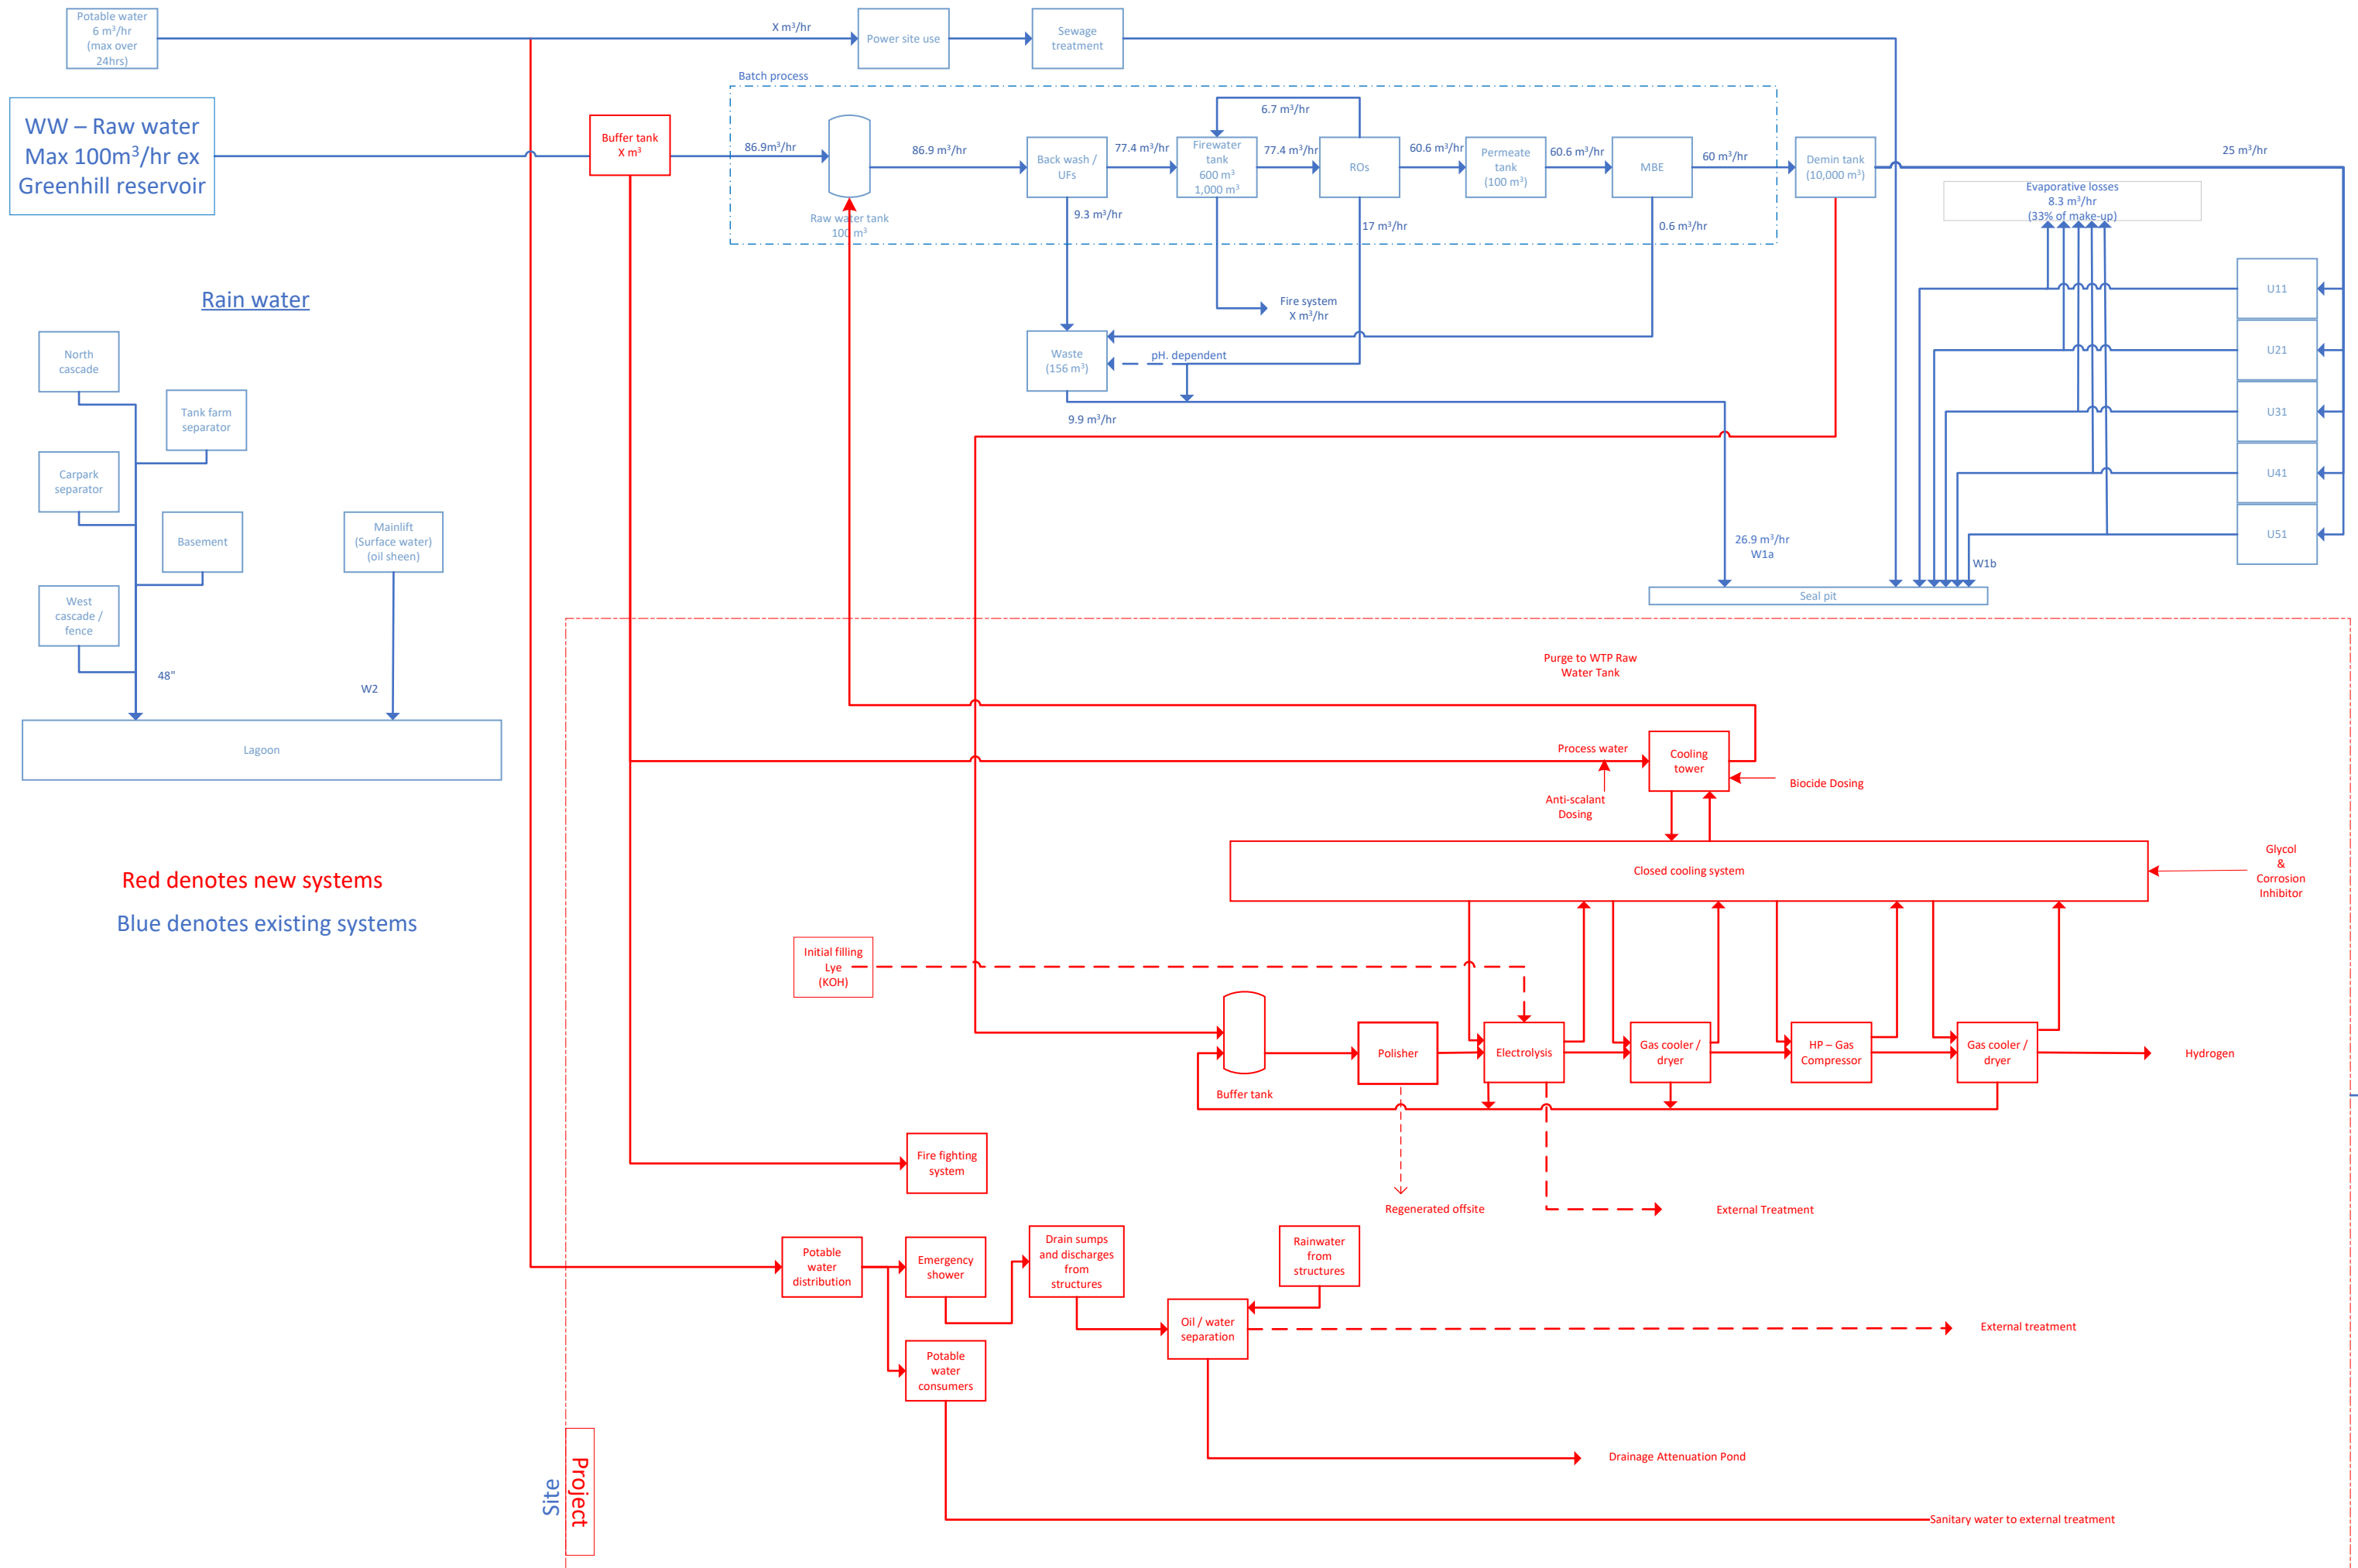 Potable water
6 m³/hr
(max over
24hrs)
X m³/hr
Power site use
Sewage
treatment
Batch process
WW – Raw water
Max 100m³/hr ex
Greenhill reservoir
Buffer tank
X m³
86.9m³/hr
Raw water tank
100 m³
86.9 m³/hr
Back wash /
UFs
77.4 m³/hr
Firewater
tank
600 m³
1,000 m³
6.7 m³/hr
77.4 m³/hr
ROs
60.6 m³/hr
Permeate
tank
(100 m³)
60.6 m³/hr
MBE
60 m³/hr
Demin tank
(10,000 m³)
25 m³/hr
Evaporative losses
8.3 m³/hr
(33% of make-up)
9.3 m³/hr
17 m³/hr
0.6 m³/hr
Fire system
X m³/hr
Waste
(156 m³)
pH. dependent
9.9 m³/hr
U11
U21
U31
U41
U51
26.9 m³/hr
W1a
W1b
Seal pit
Rain water
North
cascade
Tank farm
separator
Carpark
separator
Basement
Mainlift
(Surface water)
(oil sheen)
West
cascade /
fence
48"
W2
Lagoon
Red denotes new systems
Blue denotes existing systems
Purge to WTP Raw
Water Tank
Process water
Cooling
tower
Anti-scalant
Dosing
Biocide Dosing
Closed cooling system
Glycol
&
Corrosion
Inhibitor
Initial filling
Lye
(KOH)
Buffer tank
Polisher
Electrolysis
Gas cooler /
dryer
HP – Gas
Compressor
Gas cooler /
dryer
Hydrogen
Fire fighting
system
Regenerated offsite
External Treatment
Potable
water
distribution
Emergency
shower
Drain sumps
and discharges
from
structures
Rainwater
from
structures
Oil / water
separation
External treatment
Potable
water
consumers
Drainage Attenuation Pond
Site
Project
Sanitary water to external treatment